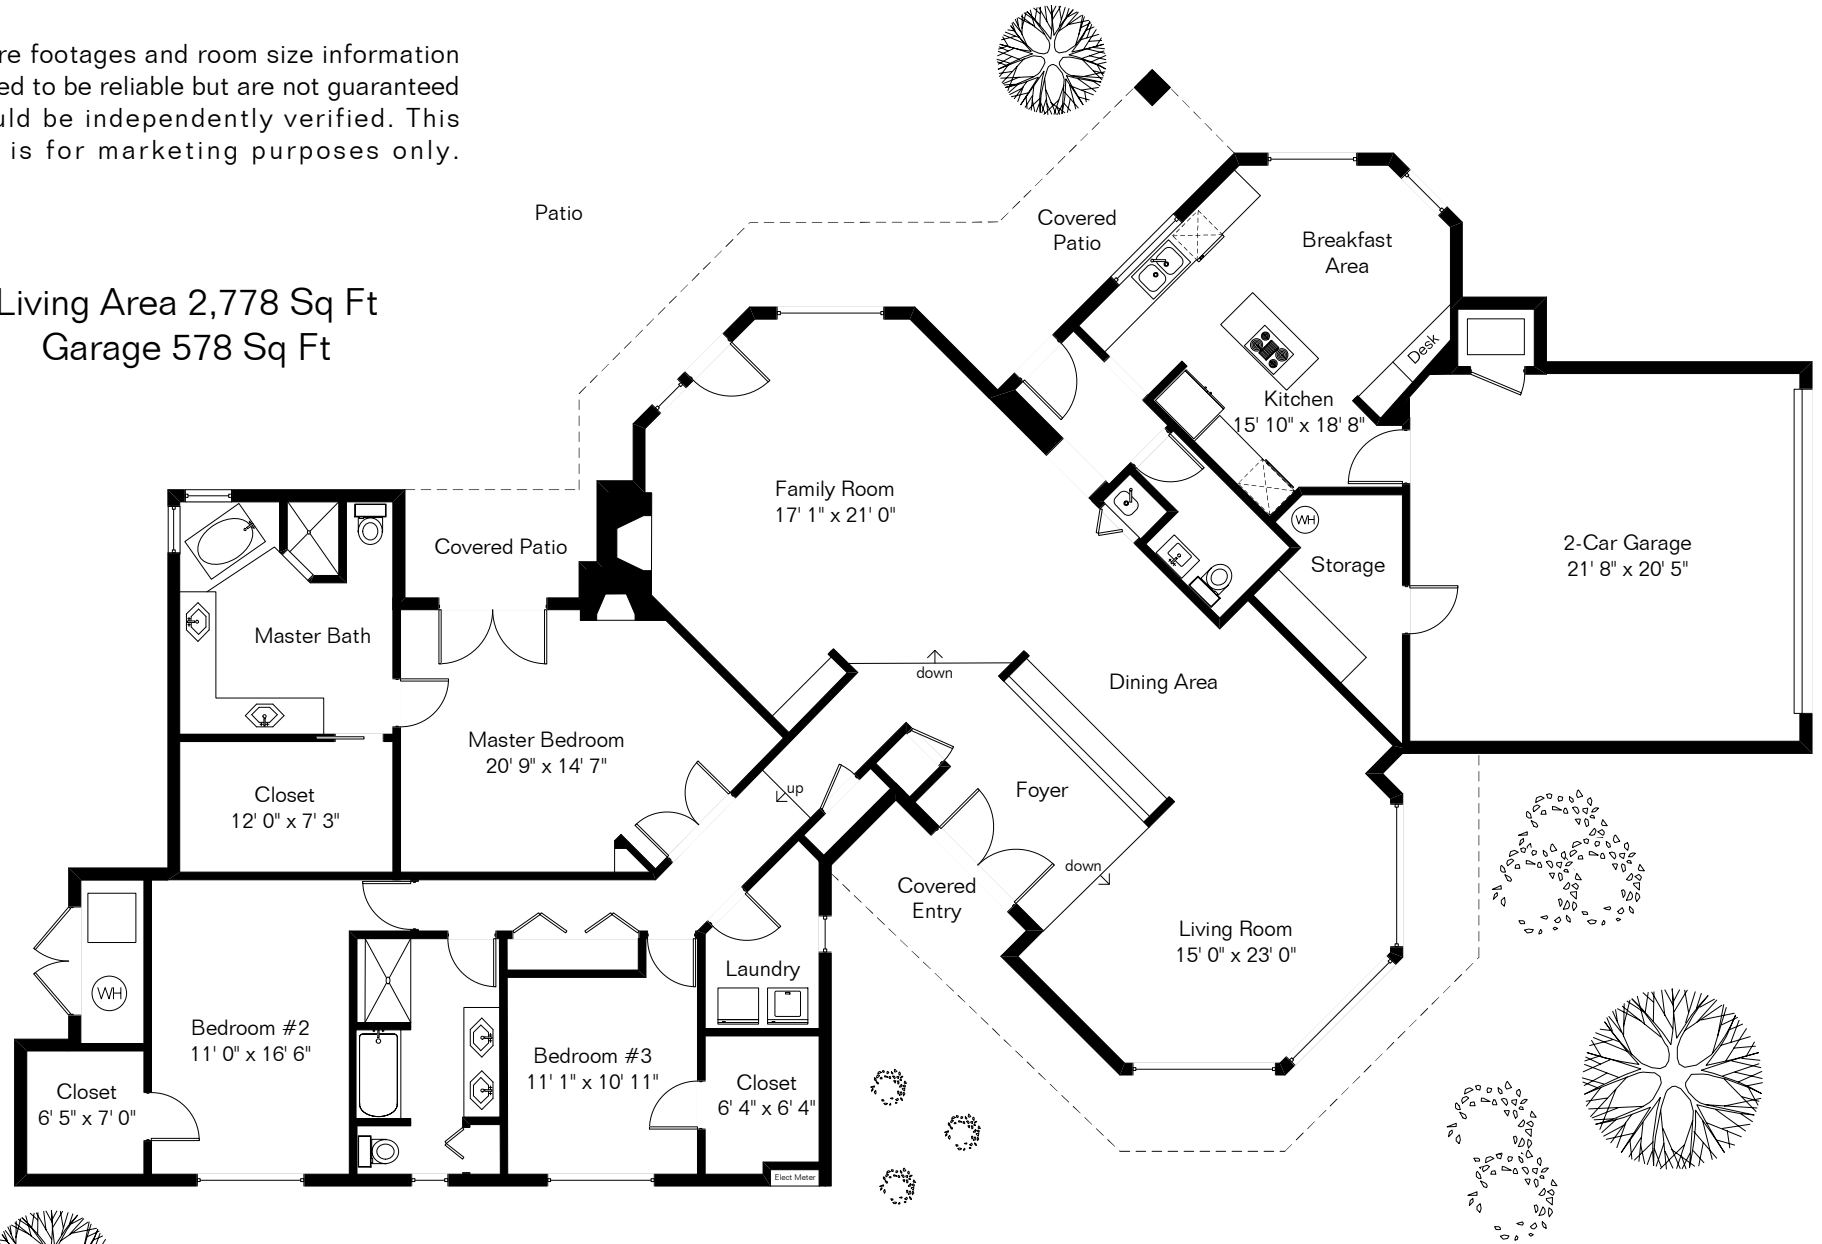 re footages and room size information
ed to be reliable but are not guaranteed
uld be independently verified. This
is for marketing purposes only.
Patio
Covered
Patio
Breakfast
Area
Living Area 2,778 Sq Ft
Garage 578 Sq Ft
Desk
Kitchen
15' 10" x 18' 8"
Family Room
17' 1" x 21' 0"
WH
Covered Patio
2-Car Garage
21' 8" x 20' 5"
Storage
Master Bath
down
Dining Area
Master Bedroom
20' 9" x 14' 7"
up
Foyer
Closet
12' 0" x 7' 3"
down
Covered
Entry
Living Room
15' 0" x 23' 0"
Laundry
WH
Bedroom #2
11' 0" x 16' 6"
Bedroom #3
11' 1" x 10' 11"
Closet
6' 4" x 6' 4"
Closet
6' 5" x 7' 0"
Elect Meter